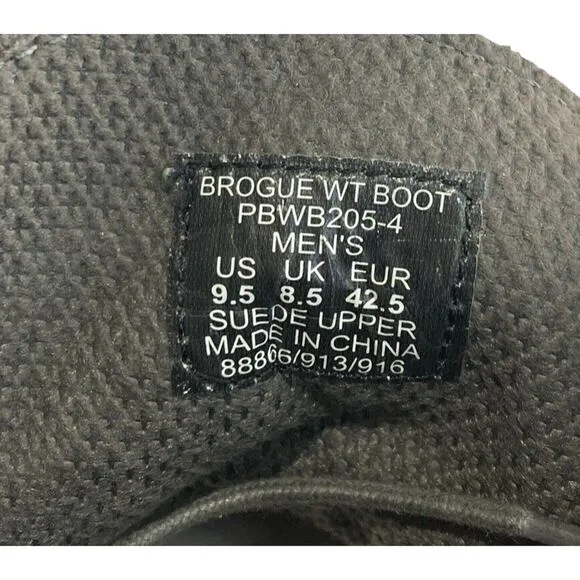 BROGUE WT BOOT
PBWB205-4
MEN'S
US UK EUR
9.5 8.5 42.5
SUEDE UPPER
MADE IN CHINA
88866/913/916